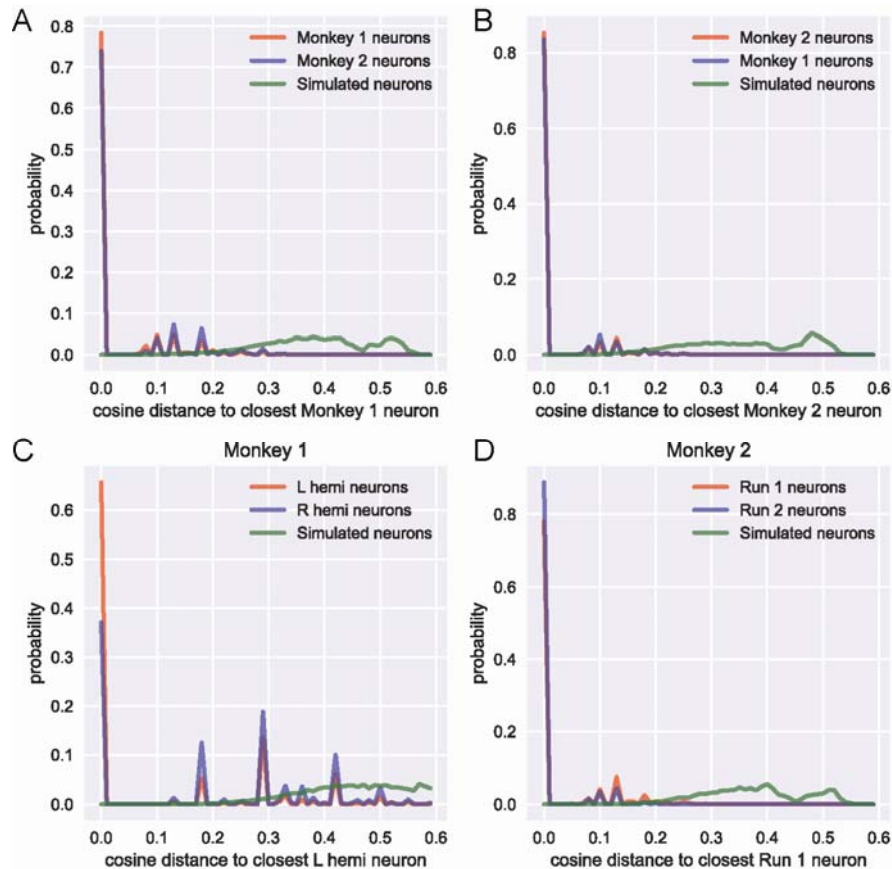 A
0.8
0.7
0.6
0.5
0.4
0.3
0.2
0.1
0.0
probability
Monkey 1 neurons
Monkey 2 neurons
Simulated neurons
0.0 0.1 0.2 0.3 0.4 0.5 0.6
cosine distance to closest Monkey 1 neuron
B
0.8
0.6
0.4
0.2
0.0
probability
Monkey 2 neurons
Monkey 1 neurons
Simulated neurons
0.0 0.1 0.2 0.3 0.4 0.5 0.6
cosine distance to closest Monkey 2 neuron
C
Monkey 1
0.6
0.5
0.4
0.3
0.2
0.1
0.0
probability
L hemi neurons
R hemi neurons
Simulated neurons
0.0 0.1 0.2 0.3 0.4 0.5 0.6
cosine distance to closest L hemi neuron
D
Monkey 2
0.8
0.6
0.4
0.2
0.0
probability
Run 1 neurons
Run 2 neurons
Simulated neurons
0.0 0.1 0.2 0.3 0.4 0.5 0.6
cosine distance to closest Run 1 neuron